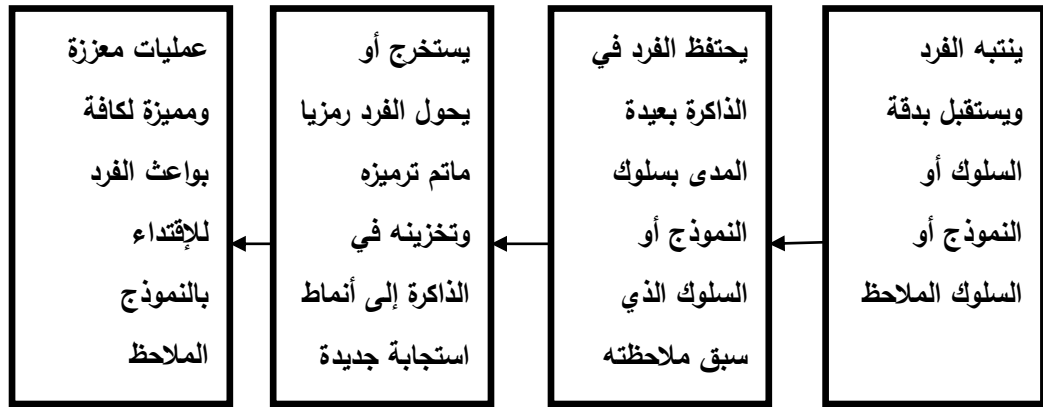 ينتبه الفرد
ويستقبل بدقة
السلوك أو
النموذج أو
السلوك الملاحظ
يحتفظ الفرد في
الذاكرة بعيدة
المدى بسلوك
النموذج أو
السلوك الذي
سبق ملاحظته
يستخرج أو
يحول الفرد رمزيا
ماتم ترميزه
وتخزينه في
الذاكرة إلى أنماط
استجابة جديدة
عمليات معززة
ومميزة لكافة
بواعث الفرد
للإقتداء
بالنموذج
الملاحظ